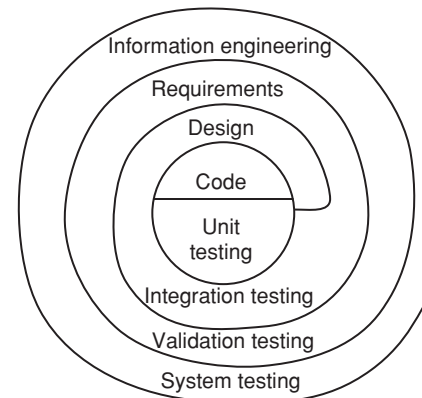 Information engineering
Requirements
Design
Code
Unit
testing
Integration testing
Validation testing
System testing